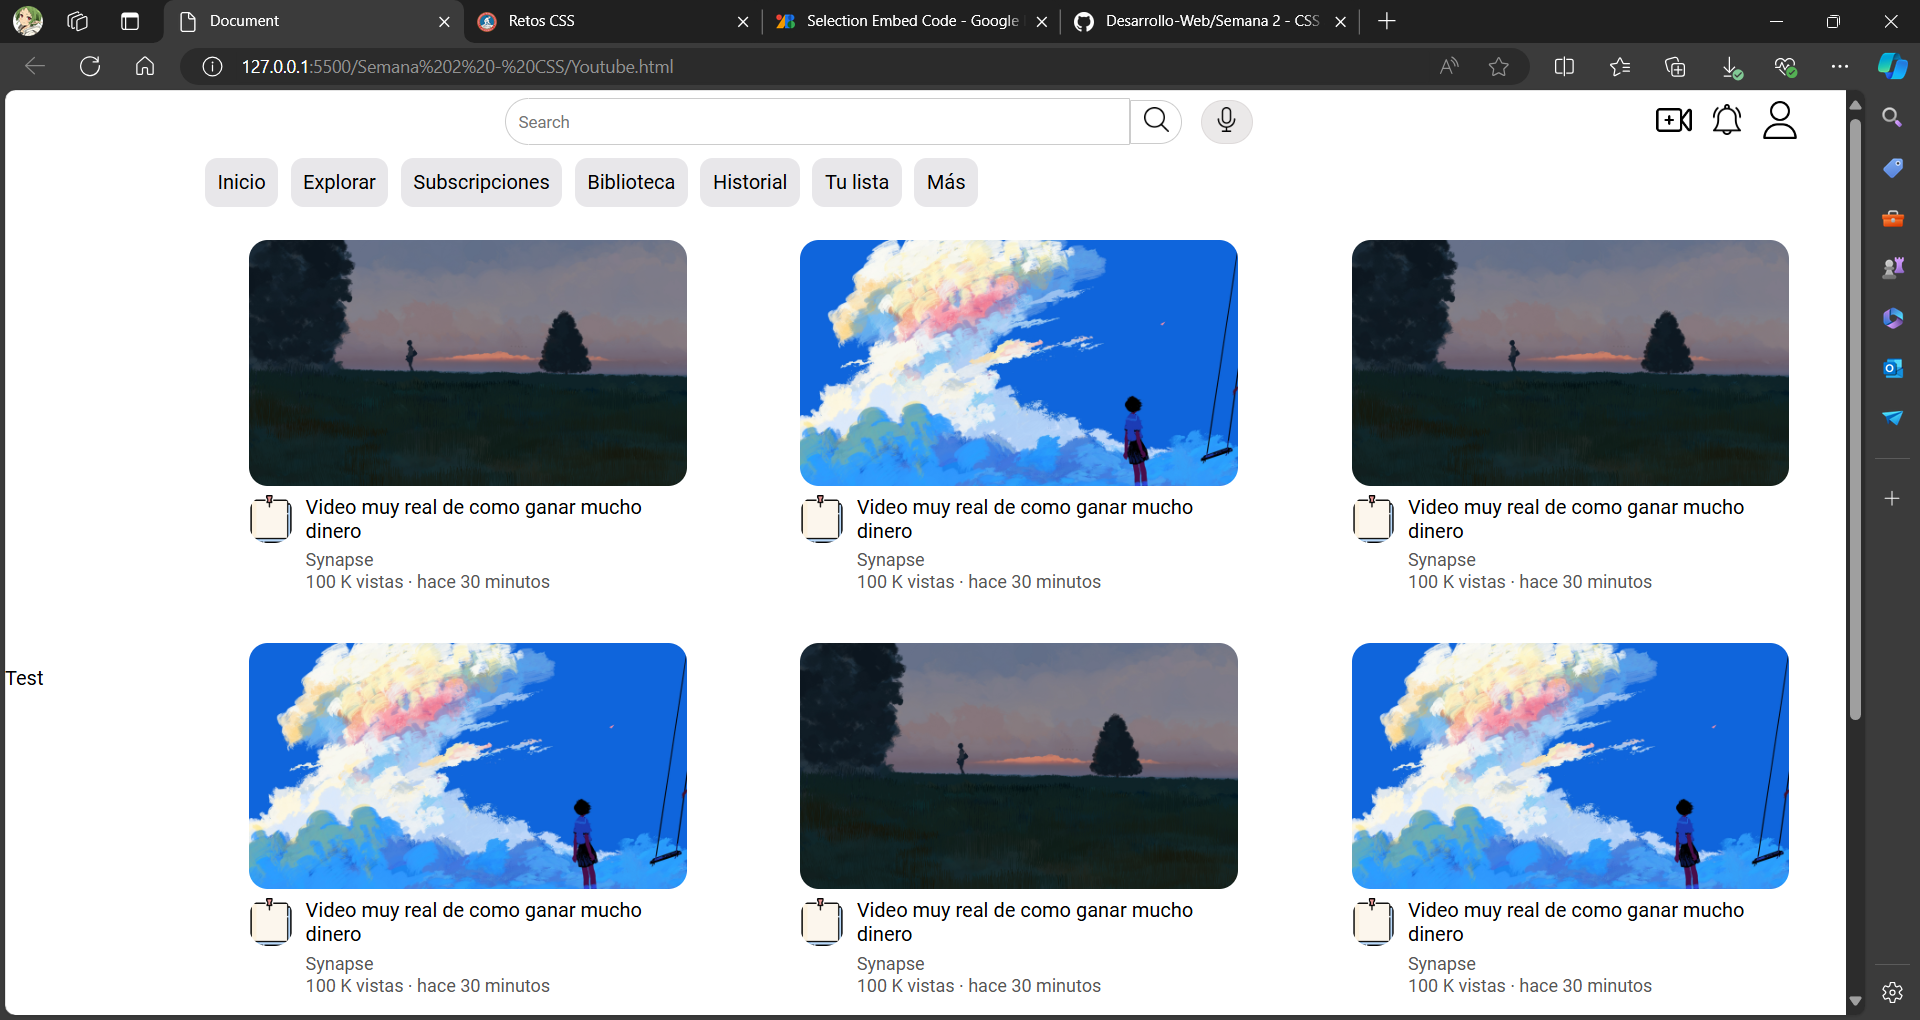 Document
Retos CSS
Selection Embed Code - Google
Desarrollo-Web/Semana 2 - CSS
127.0.0.1:5500/Semana%202%20-%20CSS/Youtube.html
Search
Inicio
Explorar
Subscripciones
Biblioteca
Historial
Tu lista
Más
Video muy real de como ganar mucho
dinero
Synapse
100 K vistas · hace 30 minutos
Video muy real de como ganar mucho
dinero
Synapse
100 K vistas · hace 30 minutos
Video muy real de como ganar mucho
dinero
Synapse
100 K vistas · hace 30 minutos
Test
Video muy real de como ganar mucho
dinero
Synapse
100 K vistas · hace 30 minutos
Video muy real de como ganar mucho
dinero
Synapse
100 K vistas · hace 30 minutos
Video muy real de como ganar mucho
dinero
Synapse
100 K vistas · hace 30 minutos